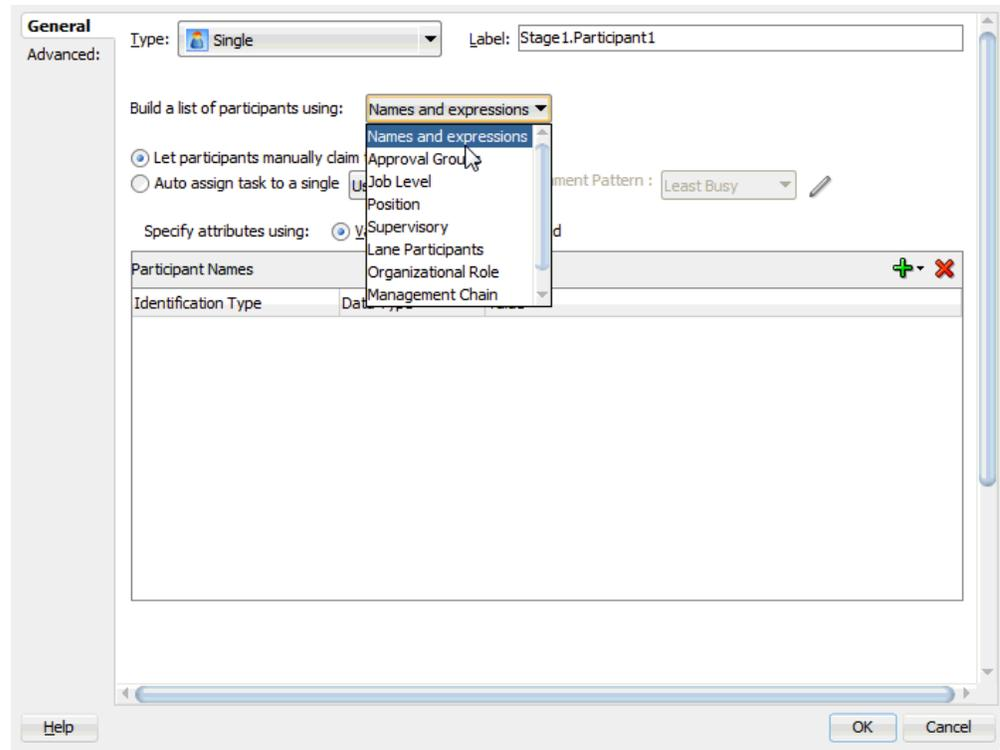 General
Advanced:
Type: Single Label: Stage1.Participant1
Build a list of participants using: Names and expressions
Names and expressions
Let participants manually claim
Approval
Auto assign task to a single Pattern : Least Busy
Job Level
Position
Specify attributes using:
Supervisory
Lane Participants
Participant Names
Organizational Role
Management Chain
Identification Type
Help OK Cancel